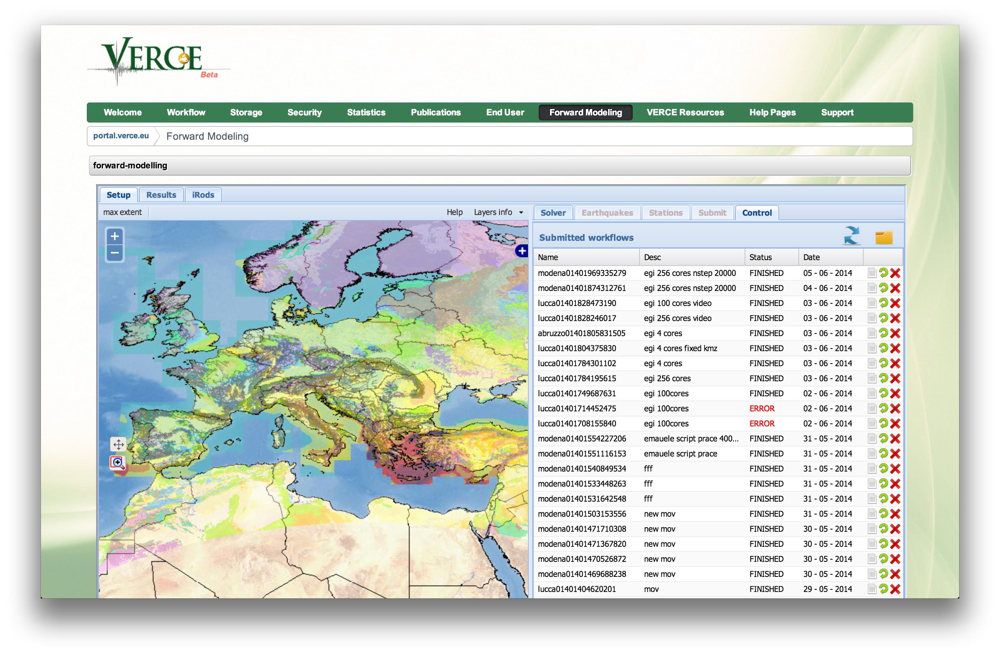 VERCE
Beta
Welcome Workflow Storage Security Statistics Publications End User Forward Modeling VERCE Resources Help Pages Support
portal.verce.eu Forward Modeling
forward-modelling
Setup Results iRods
max extent Help Layers info
Solver Earthquakes Stations Submit Control
Submitted workflows
Name Desc Status Date
modena01401969335279 egi 256 cores nstep 20000 FINISHED 05 - 06 - 2014
modena01401874312761 egi 256 cores nstep 20000 FINISHED 04 - 06 - 2014
lucca01401828473190 egi 100 cores video FINISHED 03 - 06 - 2014
lucca01401828246017 egi 256 cores video FINISHED 03 - 06 - 2014
abruzzo01401805831505 egi 4 cores FINISHED 03 - 06 - 2014
lucca01401804375830 egi 4 cores fixed kmz FINISHED 03 - 06 - 2014
lucca01401784301102 egi 4 cores FINISHED 03 - 06 - 2014
lucca01401784195615 egi 256 cores FINISHED 03 - 06 - 2014
lucca01401749687631 egi 100cores FINISHED 02 - 06 - 2014
lucca01401714452475 egi 100cores ERROR 02 - 06 - 2014
lucca01401708155840 egi 100cores ERROR 02 - 06 - 2014
modena01401554227206 emauele script prace 400... FINISHED 31 - 05 - 2014
modena01401551116153 emauele script prace FINISHED 31 - 05 - 2014
modena01401540849534 fff FINISHED 31 - 05 - 2014
modena01401533448263 fff FINISHED 31 - 05 - 2014
modena01401531642548 fff FINISHED 31 - 05 - 2014
modena01401503153556 new mov FINISHED 31 - 05 - 2014
modena01401471710308 new mov FINISHED 30 - 05 - 2014
modena01401471367820 new mov FINISHED 30 - 05 - 2014
modena01401470526872 new mov FINISHED 30 - 05 - 2014
modena01401469688238 new mov FINISHED 30 - 05 - 2014
lucca01401404620201 mov FINISHED 29 - 05 - 2014